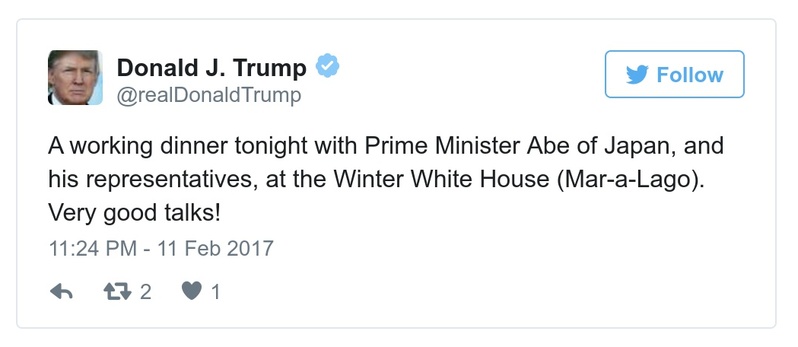 Donald J. Trump
@realDonaldTrump
Follow
A working dinner tonight with Prime Minister Abe of Japan, and
his representatives, at the Winter White House (Mar-a-Lago).
Very good talks!
11:24 PM - 11 Feb 2017
2 1